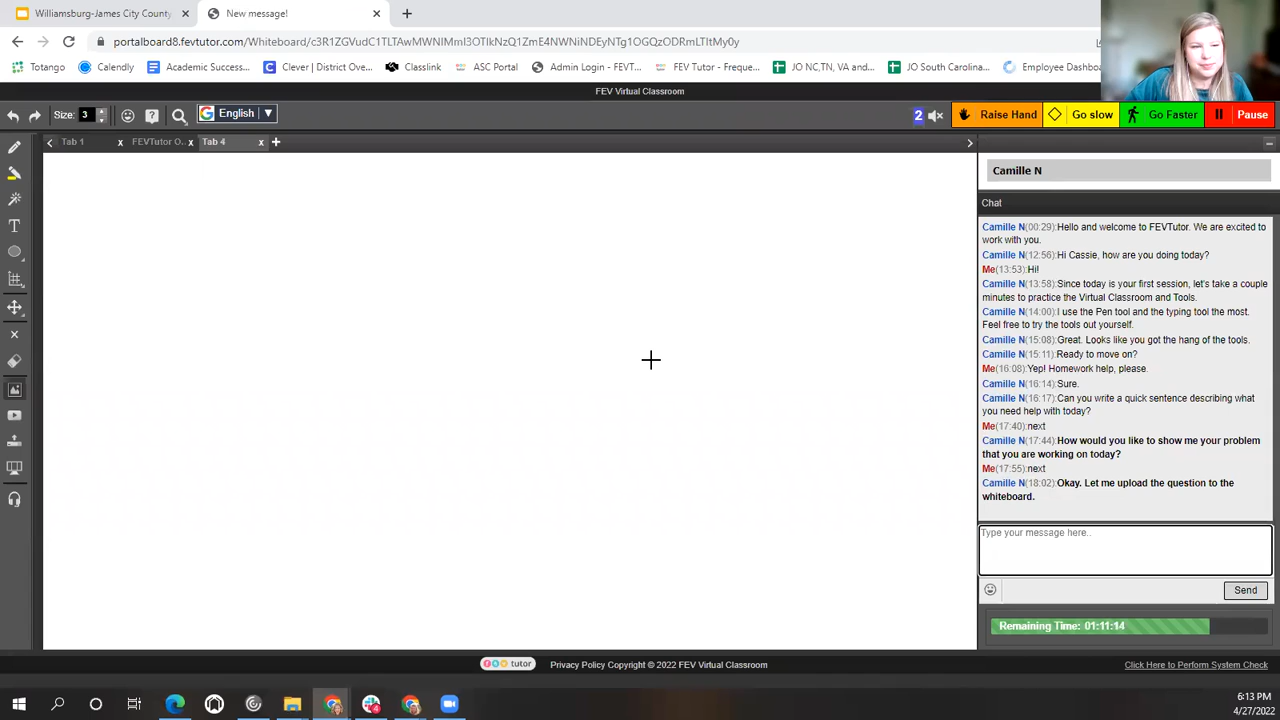 Williamsburg-James City County
New message!
portalboard8.fevtutor.com/Whiteboard/
Totango
Calendly
Academic Success...
Clever | District Ove...
Classlink
ASC Portal
Admin Login - FEVT...
FEV Tutor - Freque...
JO NC,TN, VA and...
JO South Carolina...
Employee Dashbo
FEV Virtual Classroom
Size: 3
English
2
Raise Hand
Go slow
Go Faster
Pause
Tab 1 x
FEVTutor O.. x
Tab 4 x
Camille N
Chat
Camille N(00:29):Hello and welcome to FEVTutor. We are excited to
work with you.
Camille N(12:56):Hi Cassie, how are you doing today?
Me(13:53):Hi!
Camille N(13:58):Since today is your first session, let's take a couple
minutes to practice the Virtual Classroom and Tools.
Camille N(14:00):I use the Pen tool and the typing tool the most.
Feel free to try the tools out yourself.
Camille N(15:08):Great. Looks like you got the hang of the tools.
Camille N(15:11):Ready to move on?
Me(16:08):Yep! Homework help, please.
Camille N(16:14):Sure.
Camille N(16:17):Can you write a quick sentence describing what
you need help with today?
Me(17:40):next
Camille N(17:44):How would you like to show me your problem
that you are working on today?
Me(17:55):next
Camille N(18:02):Okay. Let me upload the question to the
whiteboard.
Type your message here..
Send
Remaining Time: 01:11:14
fev tutor
Privacy Policy Copyright © 2022 FEV Virtual Classroom
Click Here to Perform System Check
6:13 PM
4/27/2022